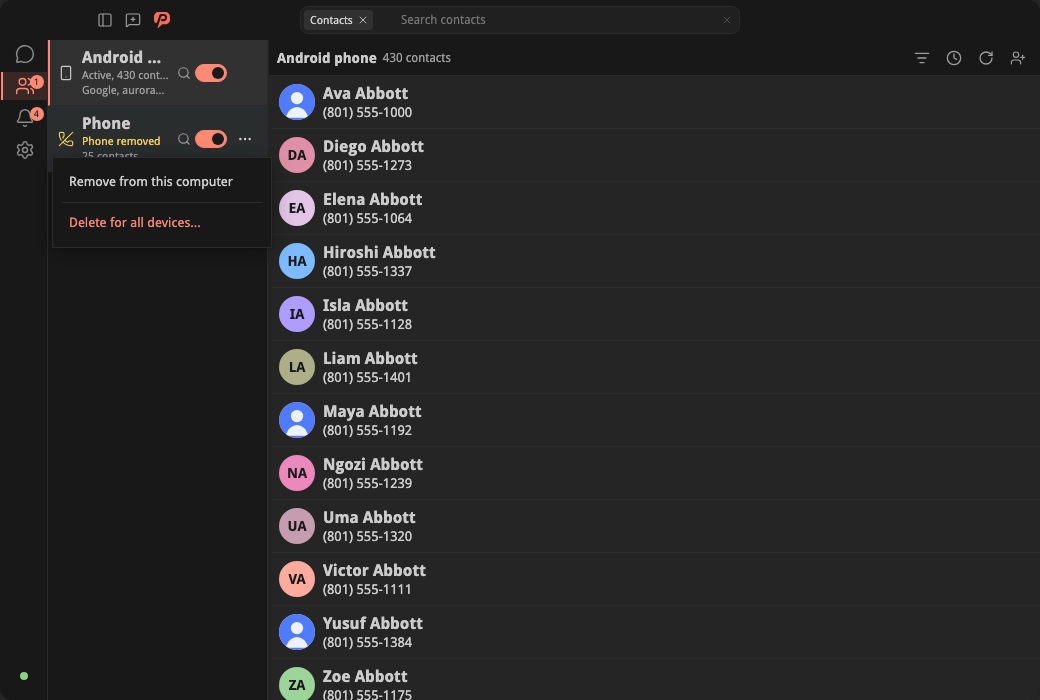 Contacts
Search contacts
1
4
Android ...
Active, 430 cont...
Google, aurora...
Phone
Phone removed
25 contacts
Remove from this computer
Delete for all devices...
Android phone 430 contacts
Ava Abbott
(801) 555-1000
DA
Diego Abbott
(801) 555-1273
EA
Elena Abbott
(801) 555-1064
HA
Hiroshi Abbott
(801) 555-1337
IA
Isla Abbott
(801) 555-1128
LA
Liam Abbott
(801) 555-1401
Maya Abbott
(801) 555-1192
NA
Ngozi Abbott
(801) 555-1239
UA
Uma Abbott
(801) 555-1320
VA
Victor Abbott
(801) 555-1111
Yusuf Abbott
(801) 555-1384
ZA
Zoe Abbott
(801) 555-1175